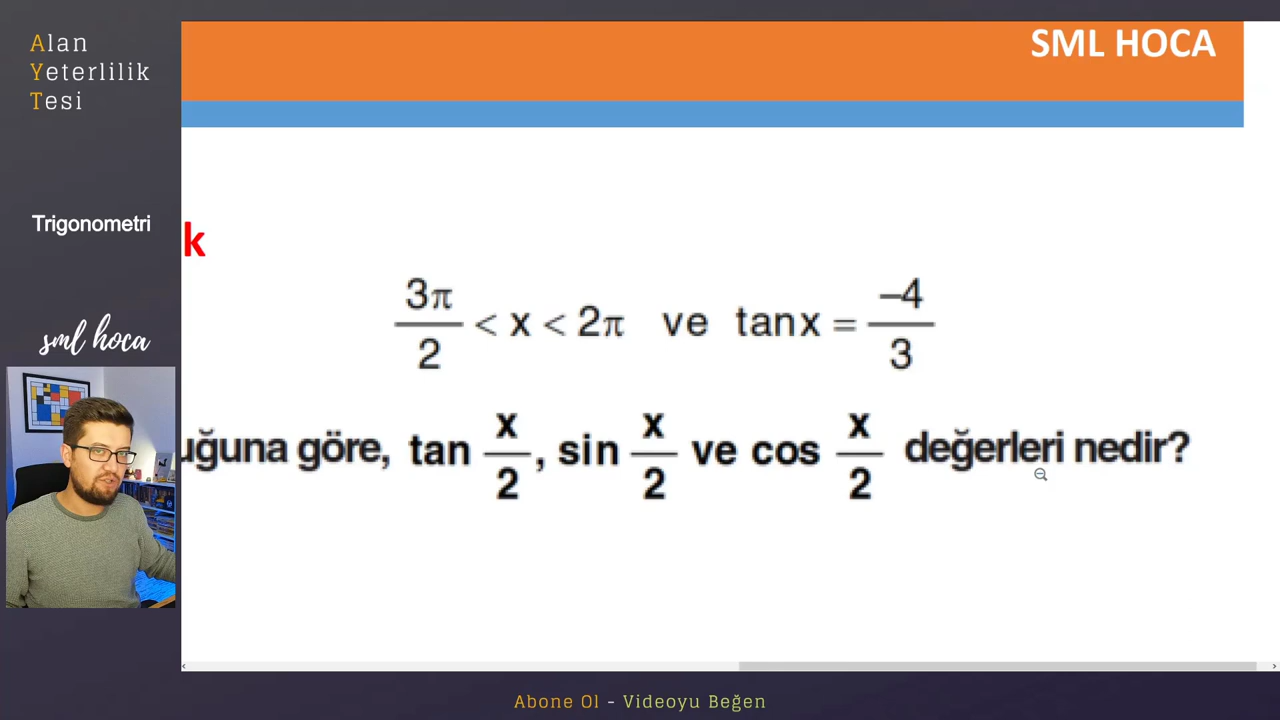 SML HOCA
Alan
Yeterlilik
Tesi
Trigonometri
k
3π/2 < x < 2π ve tanx = –4/3
sml hoca
uğuna göre, tan x/2, sin x/2 ve cos x/2 değerleri nedir?
Abone Ol - Videoyu Beğen